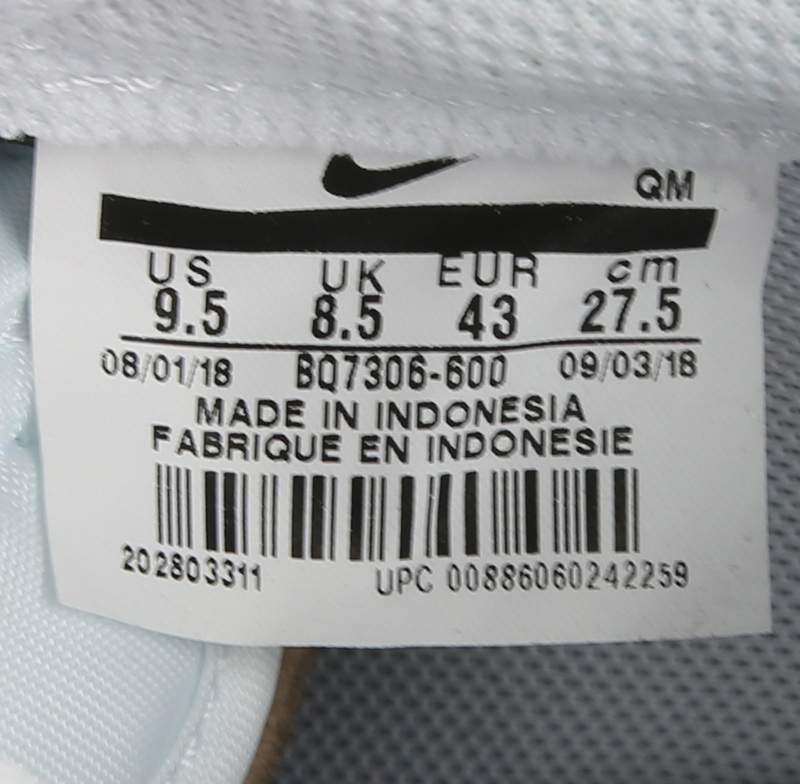 QM
US UK EUR cm
9.5 8.5 43 27.5
08/01/18 BQ7306-600 09/03/18
MADE IN INDONESIA
FABRIQUE EN INDONESIE
202803311 UPC 00886060242259